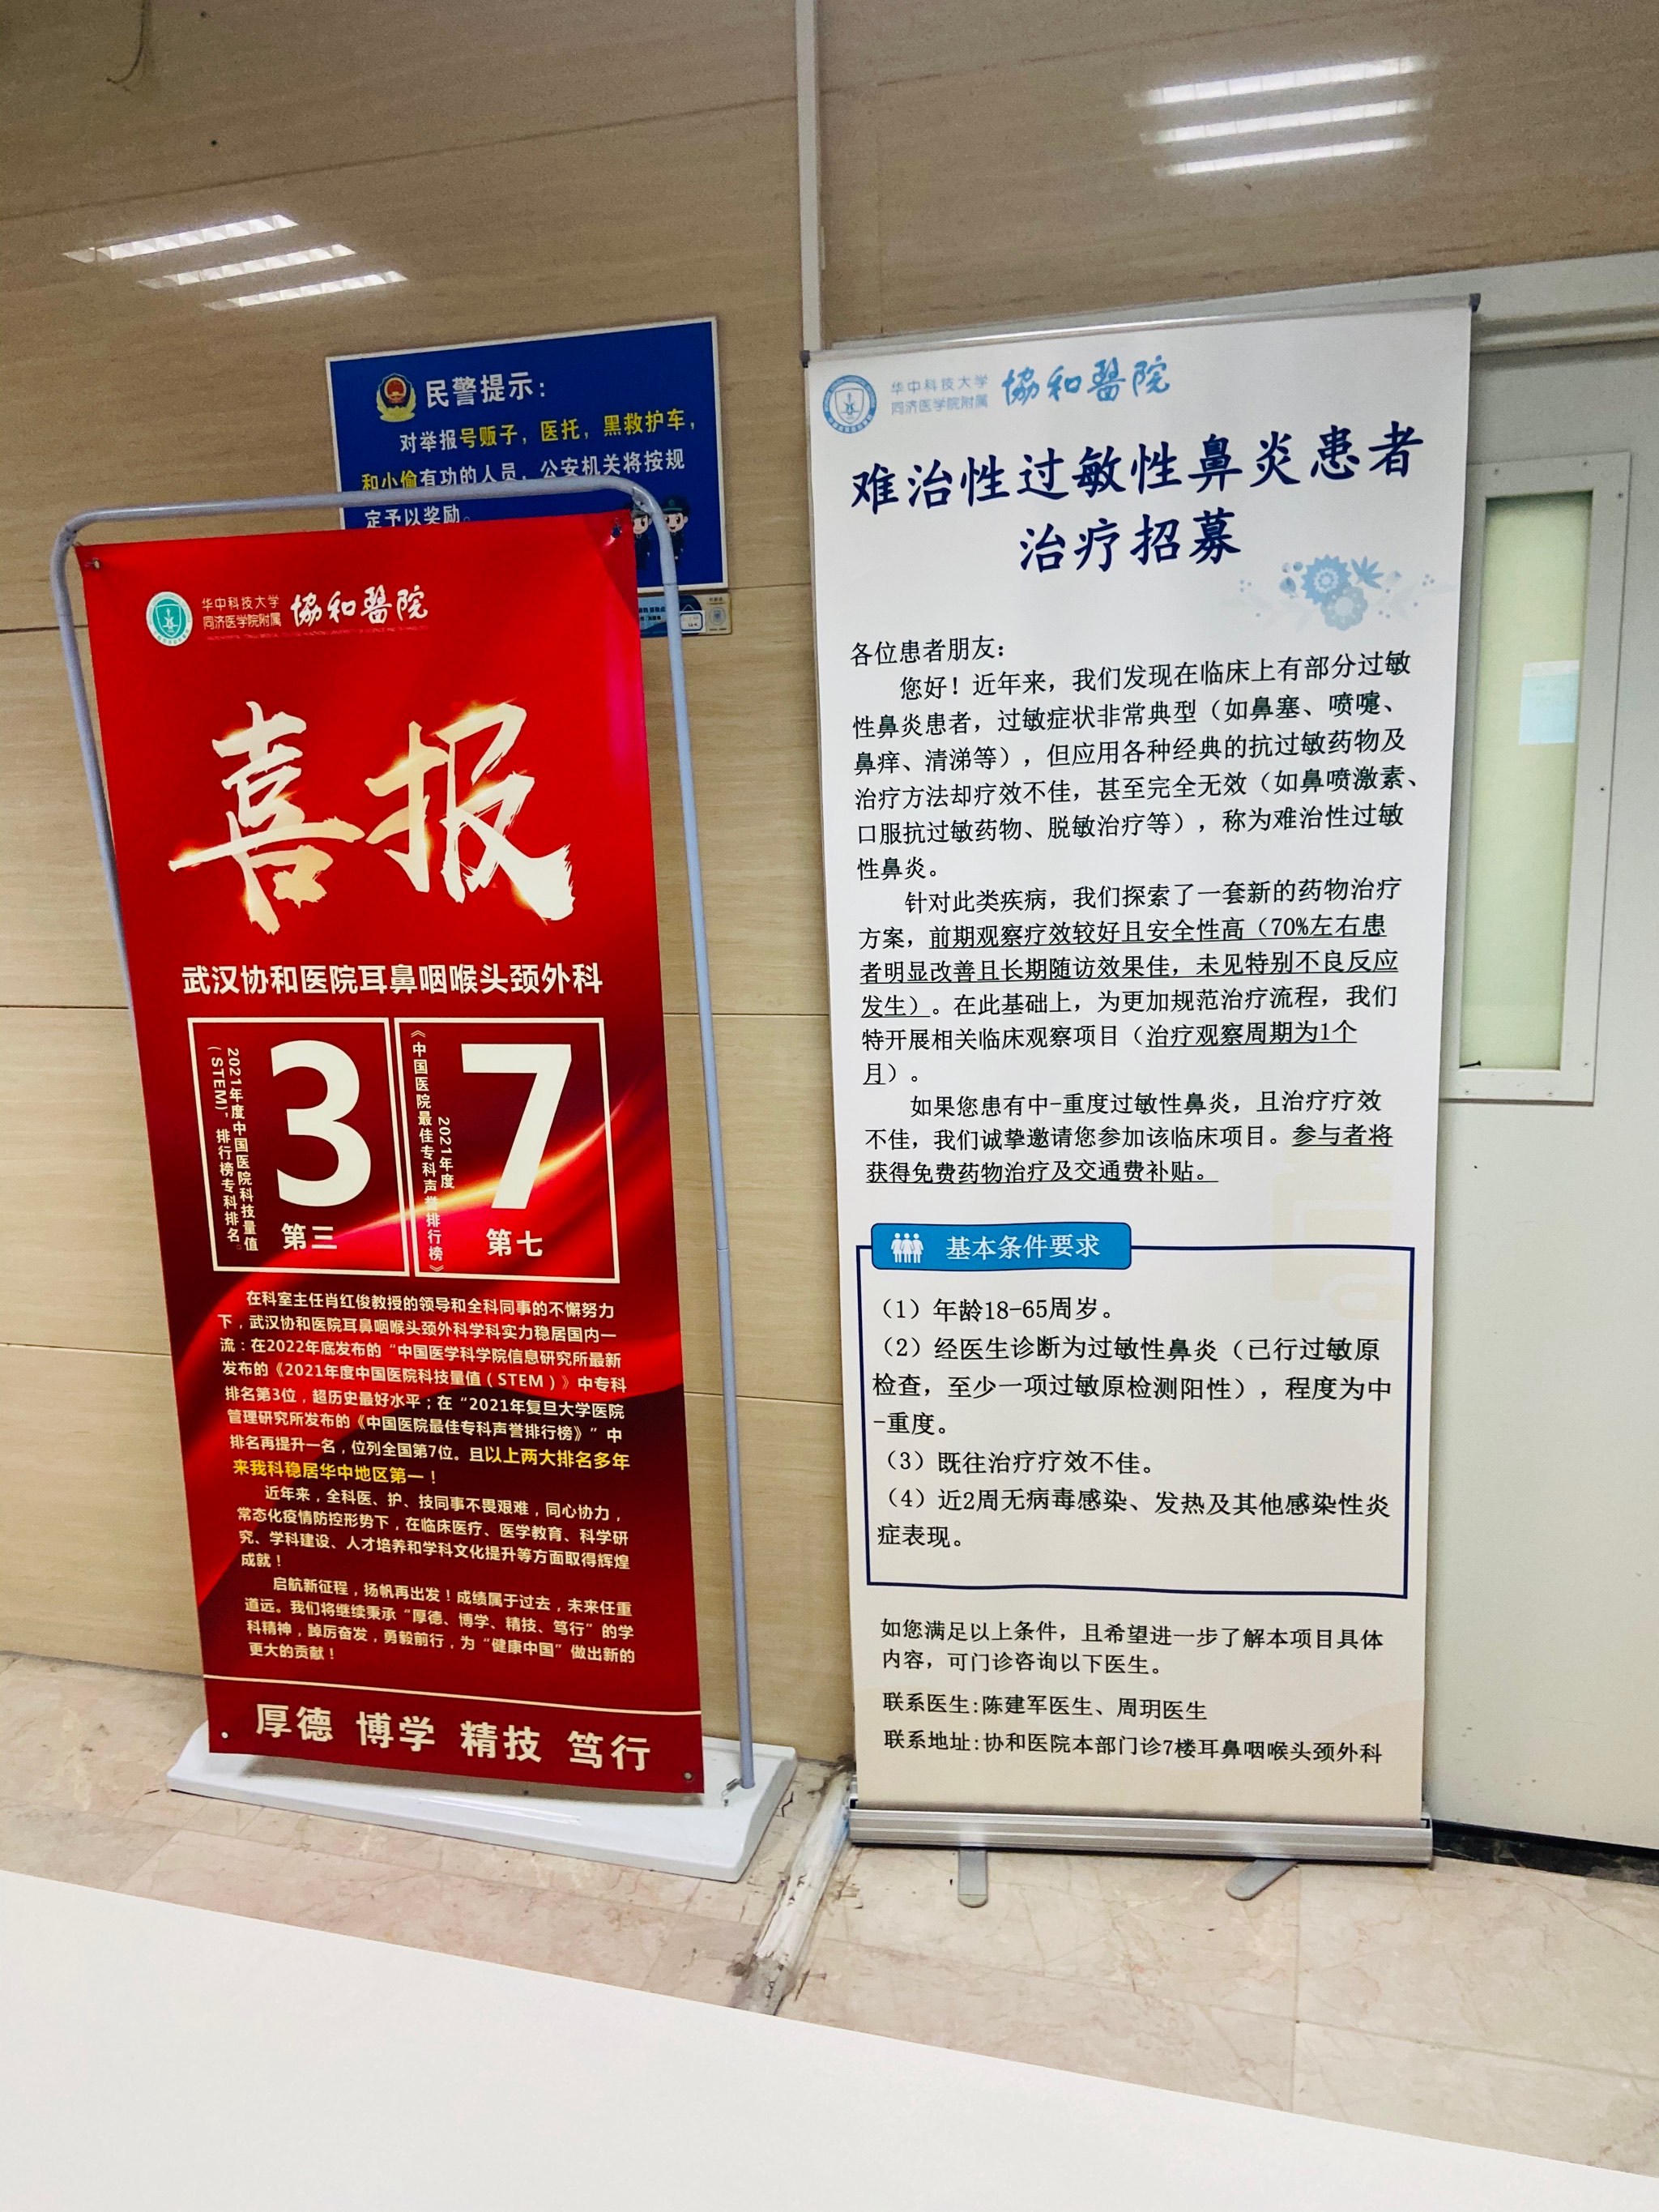 民警提示：
对举报号贩子，医托，黑救护车，
和小偷有功的人员，公安机关将按规
定予以奖励。
华中科技大学
同济医学院附属
協和醫院
喜报
武汉协和医院耳鼻咽喉头颈外科
2021年度中国医院科技量值
（STEM)”排行榜专科排名。
3
第三
《中国医院最佳专科声誉排行榜》
2021年度
7
第七
在科室主任肖红俊教授的领导和全科同事的不懈努力
下，武汉协和医院耳鼻咽喉头颈外科学科实力稳居国内一
流：在2022年底发布的“中国医学科学院信息研究所最新
发布的《2021年度中国医院科技量值（STEM）》中专科
排名第3位，超历史最好水平；在“2021年复旦大学医院
管理研究所发布的《中国医院最佳专科声誉排行榜》”中
排名再提升一名，位列全国第7位。且以上两大排名多年
来我科稳居华中地区第一！
近年来，全科医、护、技同事不畏艰难，同心协力，
常态化疫情防控形势下，在临床医疗、医学教育、科学研
究、学科建设、人才培养和学科文化提升等方面取得辉煌
成就！
启航新征程，扬帆再出发！成绩属于过去，未来任重
道远。我们将继续秉承“厚德、博学、精技、笃行”的学
科精神，踔厉奋发，勇毅前行，为“健康中国”做出新的
更大的贡献！
厚德 博学 精技 笃行
华中科技大学
同济医学院附属
協和醫院
难治性过敏性鼻炎患者
治疗招募
各位患者朋友：
您好！近年来，我们发现在临床上有部分过敏
性鼻炎患者，过敏症状非常典型（如鼻塞、喷嚏、
鼻痒、清涕等），但应用各种经典的抗过敏药物及
治疗方法却疗效不佳，甚至完全无效（如鼻喷激素、
口服抗过敏药物、脱敏治疗等），称为难治性过敏
性鼻炎。
针对此类疾病，我们探索了一套新的药物治疗
方案，前期观察疗效较好且安全性高（70%左右患
者明显改善且长期随访效果佳，未见特别不良反应
发生）。在此基础上，为更加规范治疗流程，我们
特开展相关临床观察项目（治疗观察周期为1个
月）。
如果您患有中-重度过敏性鼻炎，且治疗疗效
不佳，我们诚挚邀请您参加该临床项目。参与者将
获得免费药物治疗及交通费补贴。
基本条件要求
（1）年龄18-65周岁。
（2）经医生诊断为过敏性鼻炎（已行过敏原
检查，至少一项过敏原检测阳性），程度为中
-重度。
（3）既往治疗疗效不佳。
（4）近2周无病毒感染、发热及其他感染性炎
症表现。
如您满足以上条件，且希望进一步了解本项目具体
内容，可门诊咨询以下医生。
联系医生:陈建军医生、周玥医生
联系地址:协和医院本部门诊7楼耳鼻咽喉头颈外科